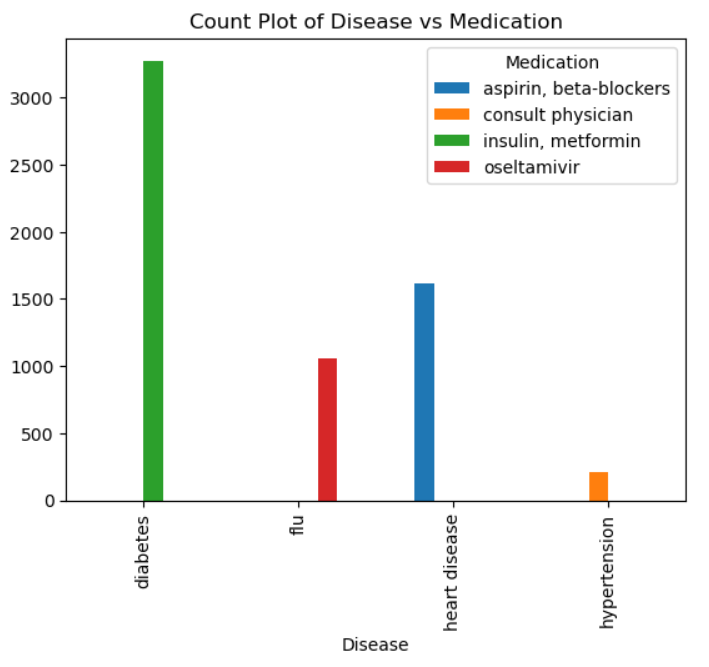 Count Plot of Disease vs Medication
Medication
aspirin, beta-blockers
consult physician
insulin, metformin
oseltamivir
3000
2500
2000
1500
1000
500
0
diabetes
flu
heart disease
hypertension
Disease